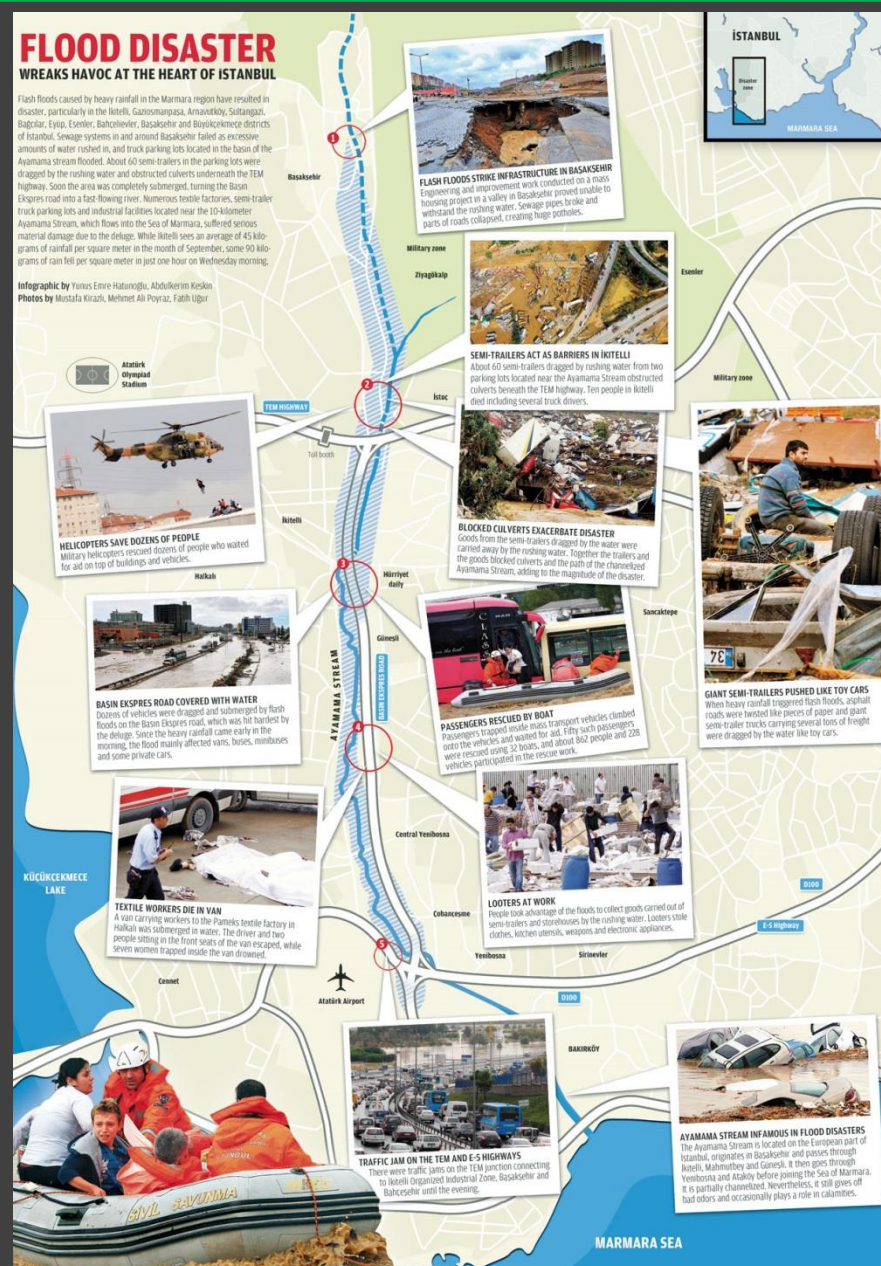 FLOOD DISASTER
WREAKS HAVOC AT THE HEART OF İSTANBUL
Flash floods caused by heavy rainfall in the Marmara region have resulted in
disaster, particularly in the İkitelli, Gaziosmanpaşa, Arnavutköy, Sultangazi,
Bağcılar, Eyüp, Esenler, Bahçelievler, Başakşehir and Büyükçekmece districts
of İstanbul. Sewage systems in and around Başakşehir failed as excessive
amounts of water rushed in, and truck parking lots located in the basin of the
Ayamama stream flooded. About 60 semi-trailers in the parking lots were
dragged by the rushing water and obstructed culverts underneath the TEM
highway. Soon the area was completely submerged, turning the Basın
Ekspres road into a fast-flowing river. Numerous textile factories, semi-trailer
truck parking lots and industrial facilities located near the 10-kilometer
Ayamama Stream, which flows into the Sea of Marmara, suffered serious
material damage due to the deluge. While İkitelli sees an average of 45 kilo-
grams of rainfall per square meter in the month of September, some 90 kilo-
grams of rain fell per square meter in just one hour on Wednesday morning.
Infographic by Yunus Emre Hatunoğlu, Abdulkerim Keskin
Photos by Mustafa Kirazlı, Mehmet Ali Poyraz, Fatih Uğur
İSTANBUL
Disaster
zone
MARMARA SEA
1
Başakşehir
FLASH FLOODS STRIKE INFRASTRUCTURE IN BAŞAKŞEHİR
Engineering and improvement work conducted on a mass
housing project in a valley in Başakşehir proved unable to
withstand the rushing water. Sewage pipes broke and
parts of roads collapsed, creating huge potholes.
Military zone
Ziyagökalp
Esenler
SEMI-TRAILERS ACT AS BARRIERS IN İKİTELLİ
About 60 semi-trailers dragged by rushing water from two
parking lots located near the Ayamama Stream obstructed
culverts beneath the TEM highway. Ten people in İkitelli
died including several truck drivers.
Atatürk
Olympiad
Stadium
2
İstoc
Military zone
TEM HIGHWAY
Toll booth
HELICOPTERS SAVE DOZENS OF PEOPLE
Military helicopters rescued dozens of people who waited
for aid on top of buildings and vehicles.
İkitelli
Halkalı
BLOCKED CULVERTS EXACERBATE DISASTER
Goods from the semi-trailers dragged by the water were
carried away by the rushing water. Together the trailers and
the goods blocked culverts and the path of the channelized
Ayamama Stream, adding to the magnitude of the disaster.
34
GIANT SEMI-TRAILERS PUSHED LIKE TOY CARS
When heavy rainfall triggered flash floods, asphalt
roads were twisted like pieces of paper and giant
semi-trailer trucks carrying several tons of freight
were dragged by the water like toy cars.
3
Hürriyet
daily
Güneşli
Sancaktepe
BASIN EKSPRES ROAD COVERED WITH WATER
Dozens of vehicles were dragged and submerged by flash
floods on the Basın Ekspres road, which was hit hardest by
the deluge. Since the heavy rainfall came early in the
morning, the flood mainly affected vans, buses, minibuses
and some private cars.
AYAMAMA STREAM
BASIN EKSPRES ROAD
CLASS
PASSENGERS RESCUED BY BOAT
Passengers trapped inside mass transport vehicles climbed
onto the vehicles and waited for aid. Fifty such passengers
were rescued using 32 boats, and about 862 people and 228
vehicles participated in the rescue work.
4
TEXTILE WORKERS DIE IN VAN
A van carrying workers to the Pameks textile factory in
Halkalı was submerged in water. The driver and two
people sitting in the front seats of the van escaped, while
seven women trapped inside the van drowned.
Central Yenibosna
LOOTERS AT WORK
People took advantage of the floods to collect goods carried out of
semi-trailers and storehouses by the rushing water. Looters stole
clothes, kitchen utensils, weapons and electronic appliances.
KÜÇÜKÇEKMECE
LAKE
Cennet
Çobançeşme
5
Yenibosna
Şirinevler
D100
E-5 Highway
D100
Atatürk Airport
BAKIRKÖY
TRAFFIC JAM ON THE TEM AND E-5 HIGHWAYS
There were traffic jams on the TEM junction connecting
to İkitelli Organized Industrial Zone, Başakşehir and
Bahçeşehir until the evening.
AYAMAMA STREAM INFAMOUS IN FLOOD DISASTERS
The Ayamama Stream is located on the European part of
İstanbul, originates in Başakşehir and passes through
İkitelli, Mahmutbey and Güneşli. It then goes through
Yenibosna and Ataköy before joining the Sea of Marmara.
It is partially channelized. Nevertheless, it still gives off
bad odors and occasionally plays a role in calamities.
SİVİL SAVUNMA
MARMARA SEA